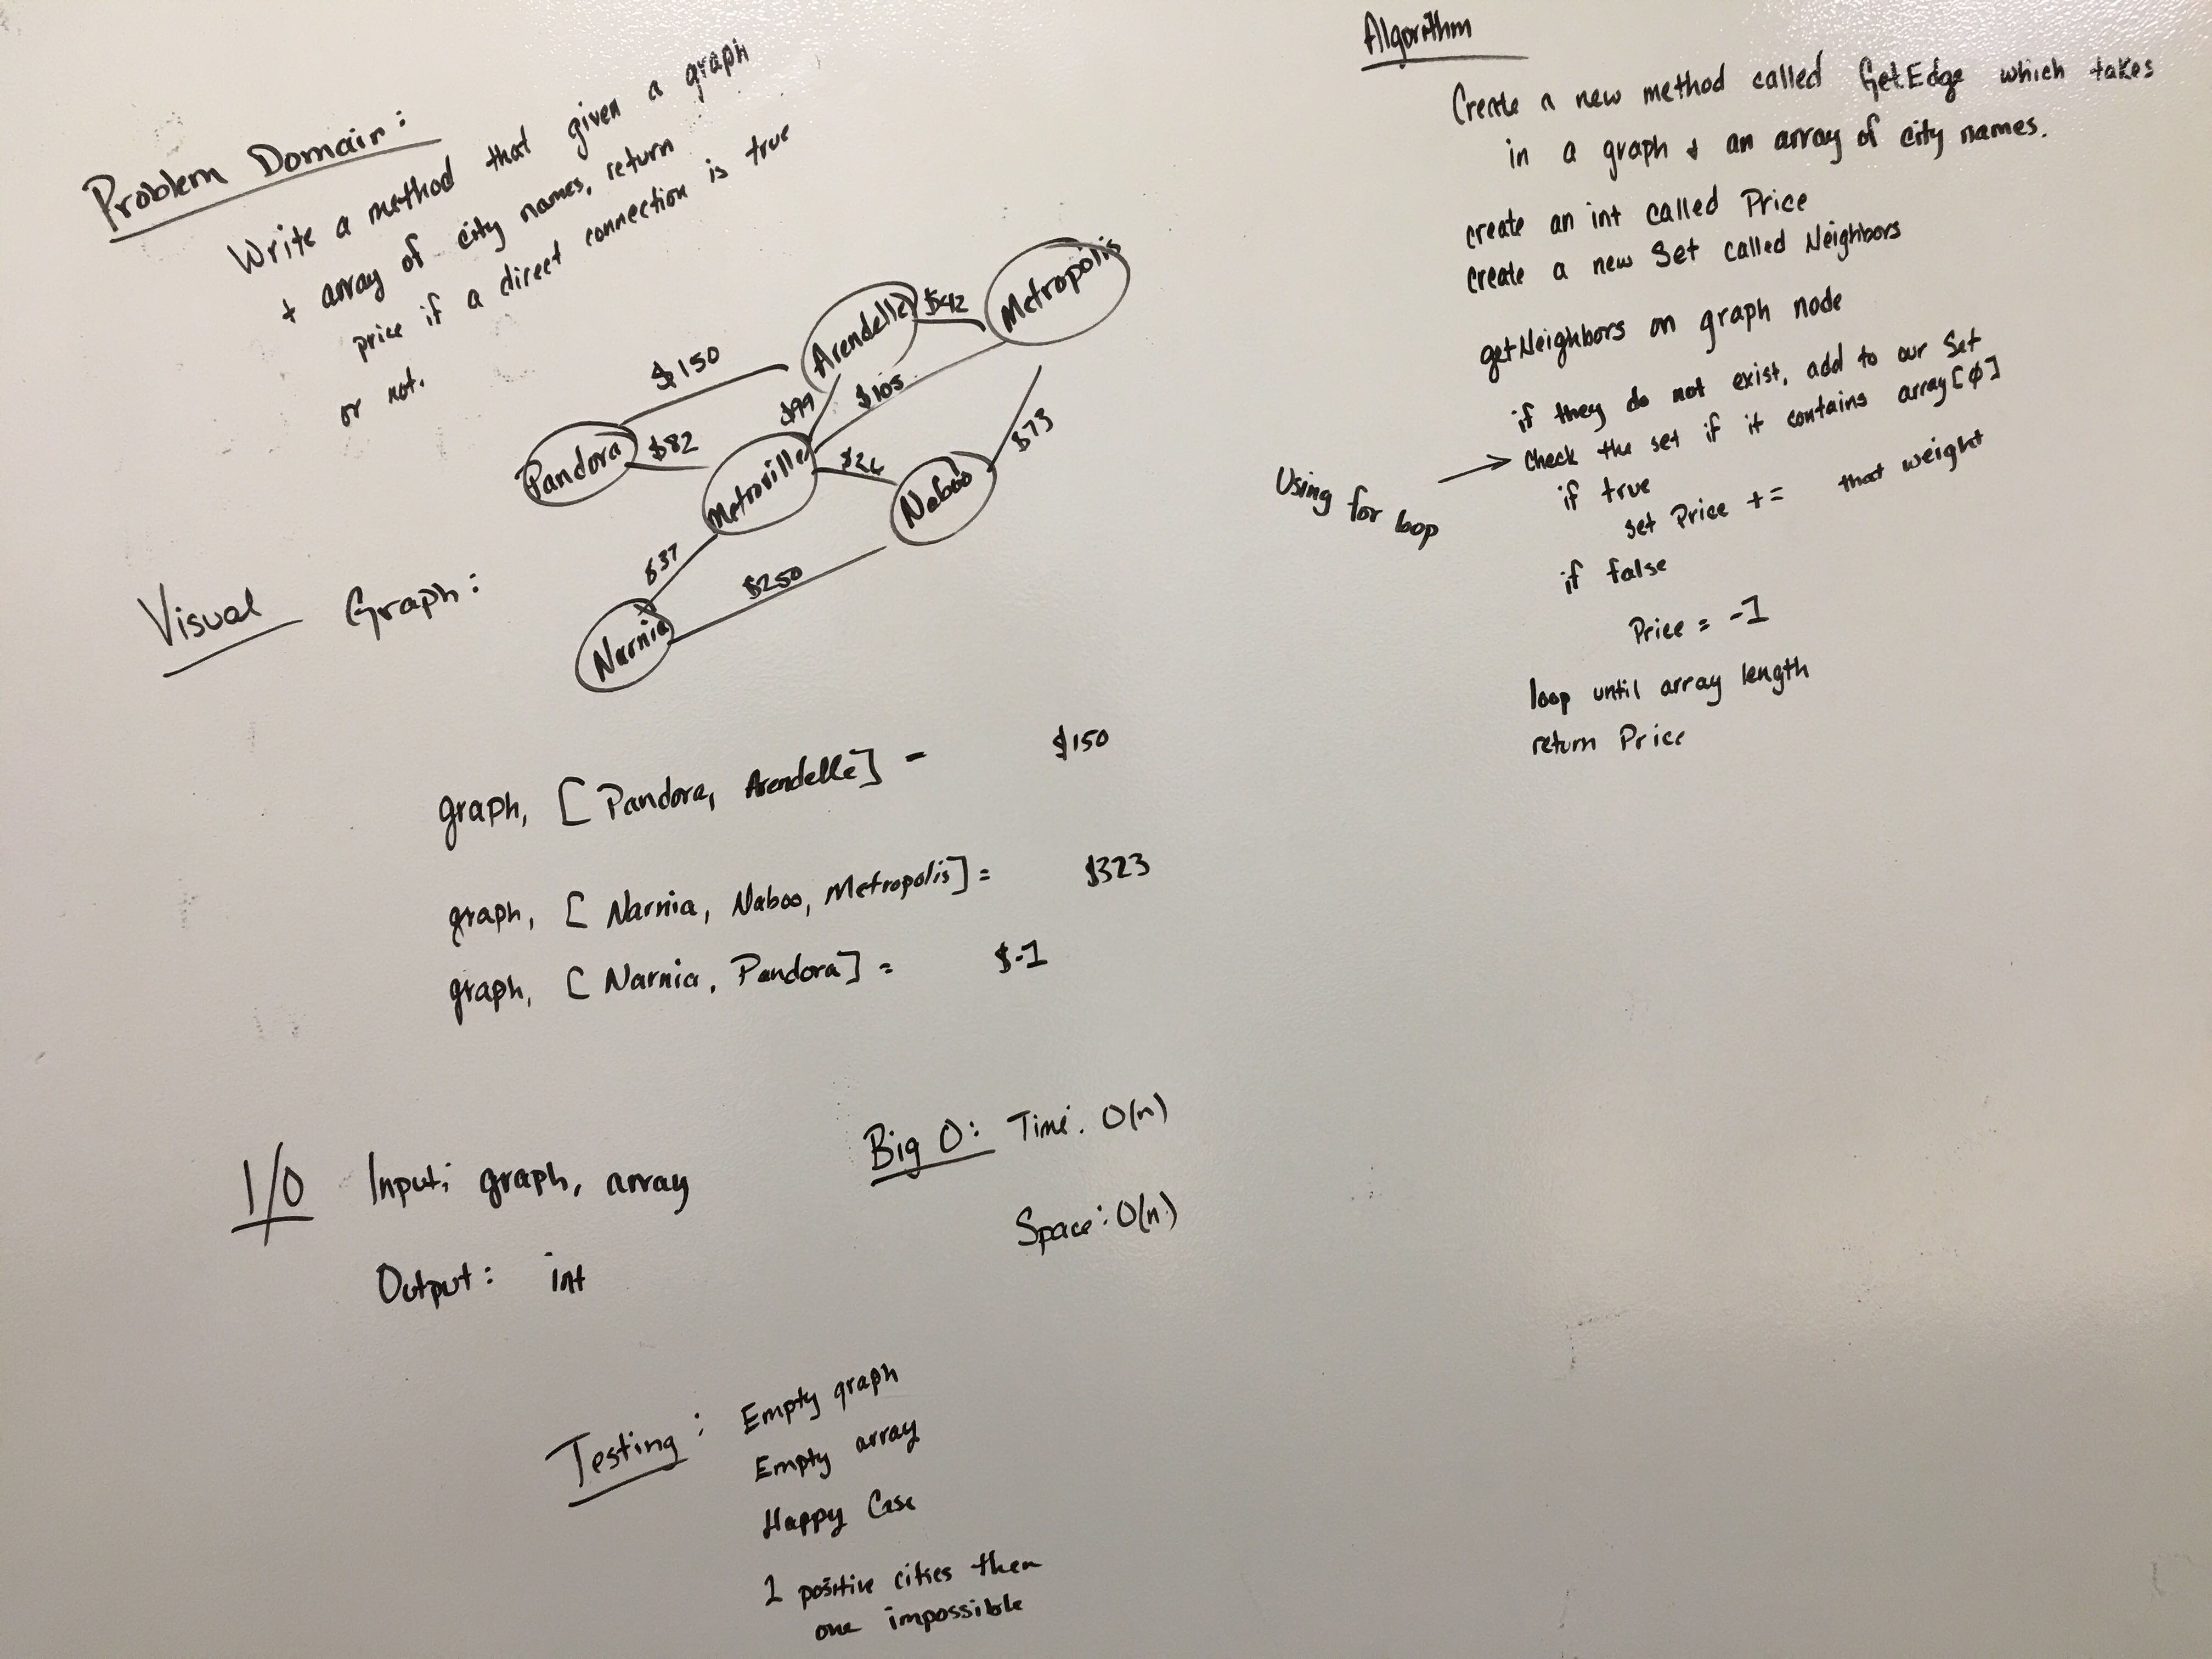 Problem Domain:
Write a method that given a graph
+ array of city names, return
price if a direct connection is true
or not.
Visual Graph:
Pandora
Arendelle
Metropolis
Metroville
Naboo
Narnia
$150
$82
$99
$42
$105
$26
$73
$37
$250
graph, [Pandora, Arendelle] = $150
graph, [Narnia, Naboo, Metropolis] = $323
graph, [Narnia, Pandora] = $-1
I/O Input; graph, array
Output: int
Big O: Time: O(n)
Space: O(n)
Testing: Empty graph
Empty array
Happy Case
2 positive cities then
one impossible
Algorithm
Create a new method called GetEdge which takes
in a graph & an array of city names.
create an int called Price
create a new Set called Neighbors
getNeighbors on graph node
if they do not exist, add to our Set
Using for loop → Check the set if it contains array[0]
if true
set Price += that weight
if false
Price = -1
loop until array length
return Price